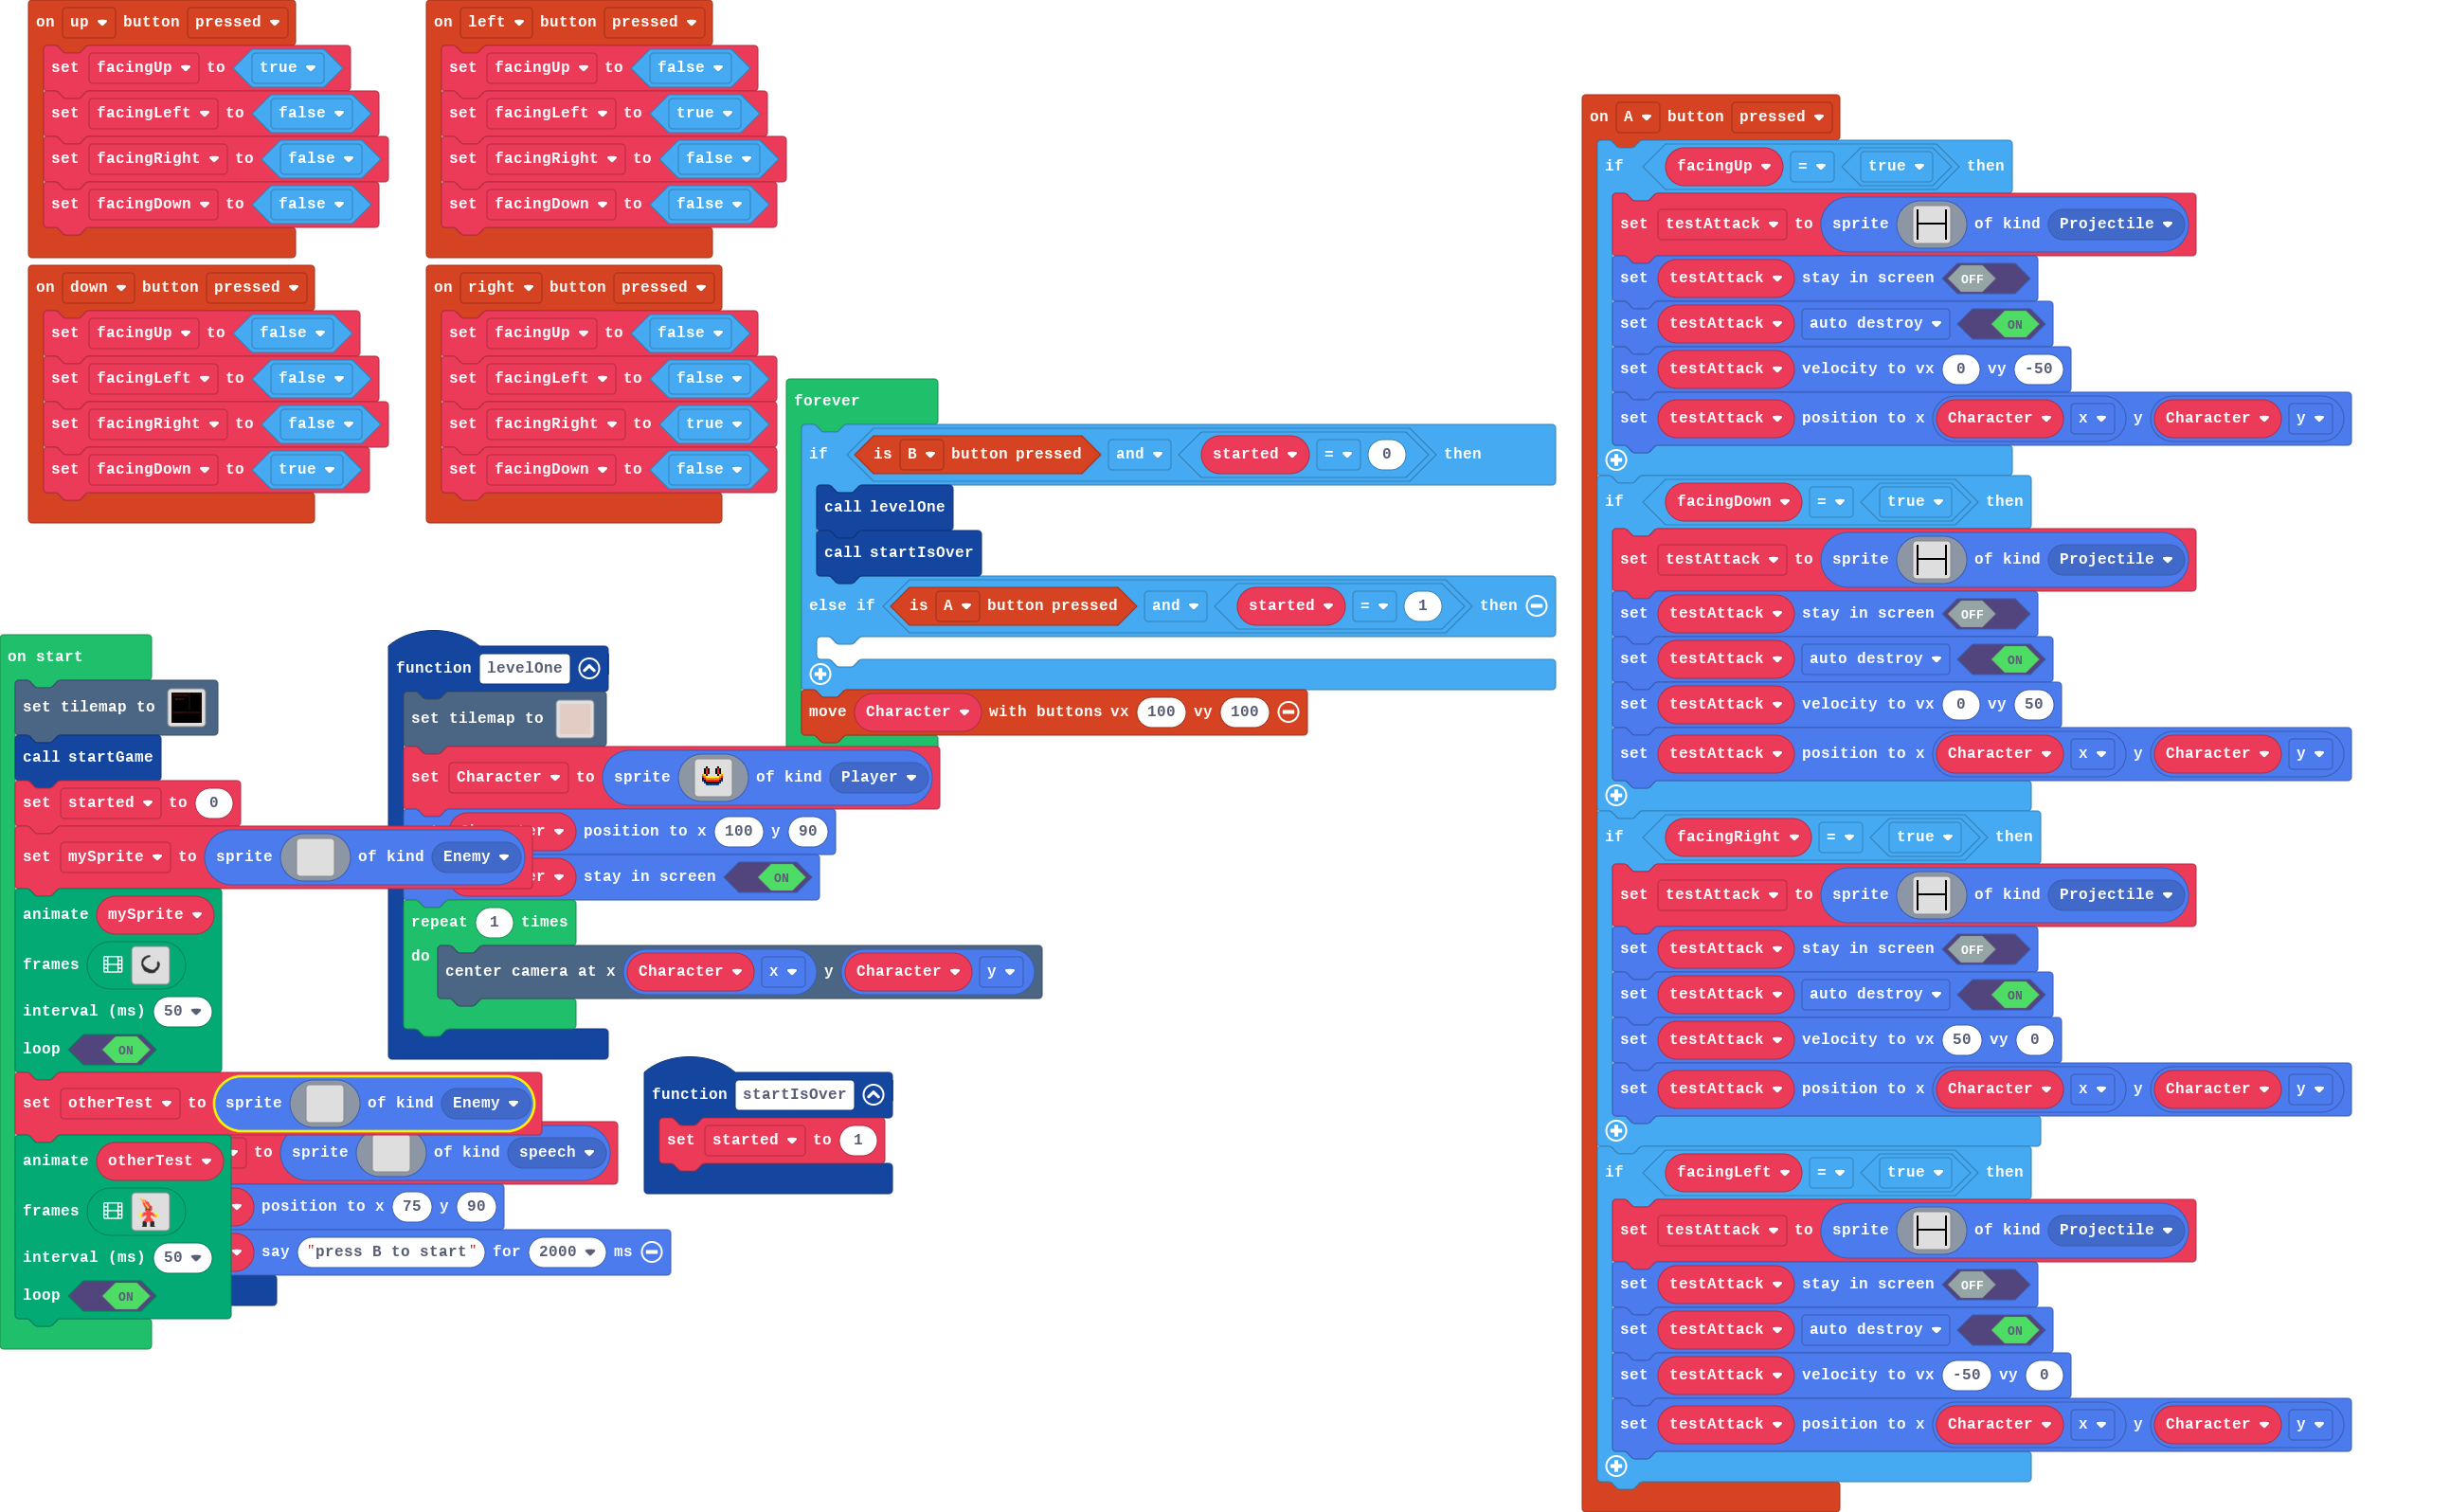 on up button pressed
set facingUp to true
set facingLeft to false
set facingRight to false
set facingDown to false
on left button pressed
set facingUp to false
set facingLeft to true
set facingRight to false
set facingDown to false
on down button pressed
set facingUp to false
set facingLeft to false
set facingRight to false
set facingDown to true
on right button pressed
set facingUp to false
set facingLeft to false
set facingRight to true
set facingDown to false
forever
if is B button pressed and started = 0 then
call levelOne
call startIsOver
else if is A button pressed and started = 1 then
move Character with buttons vx 100 vy 100
on start
set tilemap to
call startGame
set started to 0
set mySprite to sprite of kind Enemy
animate mySprite
frames
interval (ms) 50
loop ON
set otherTest to sprite of kind Enemy
animate otherTest
frames
interval (ms) 50
loop ON
to sprite of kind speech
position to x 75 y 90
say "press B to start" for 2000 ms
function levelOne
set tilemap to
set Character to sprite of kind Player
position to x 100 y 90
stay in screen ON
repeat 1 times
do center camera at x Character x y Character y
function startIsOver
set started to 1
on A button pressed
if facingUp = true then
set testAttack to sprite of kind Projectile
set testAttack stay in screen OFF
set testAttack auto destroy ON
set testAttack velocity to vx 0 vy -50
set testAttack position to x Character x y Character y
if facingDown = true then
set testAttack to sprite of kind Projectile
set testAttack stay in screen OFF
set testAttack auto destroy ON
set testAttack velocity to vx 0 vy 50
set testAttack position to x Character x y Character y
if facingRight = true then
set testAttack to sprite of kind Projectile
set testAttack stay in screen OFF
set testAttack auto destroy ON
set testAttack velocity to vx 50 vy 0
set testAttack position to x Character x y Character y
if facingLeft = true then
set testAttack to sprite of kind Projectile
set testAttack stay in screen OFF
set testAttack auto destroy ON
set testAttack velocity to vx -50 vy 0
set testAttack position to x Character x y Character y